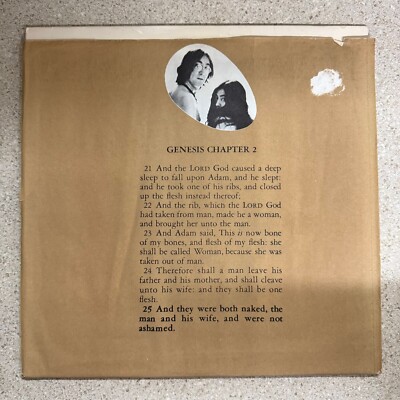 GENESIS CHAPTER 2
21 And the LORD God caused a deep
sleep to fall upon Adam, and he slept:
and he took one of his ribs, and closed
up the flesh instead thereof;
22 And the rib, which the LORD God
had taken from man, made he a woman,
and brought her unto the man.
23 And Adam said, This is now bone
of my bones, and flesh of my flesh: she
shall be called Woman, because she was
taken out of man.
24 Therefore shall a man leave his
father and his mother, and shall cleave
unto his wife: and they shall be one
flesh.
25 And they were both naked, the
man and his wife, and were not
ashamed.